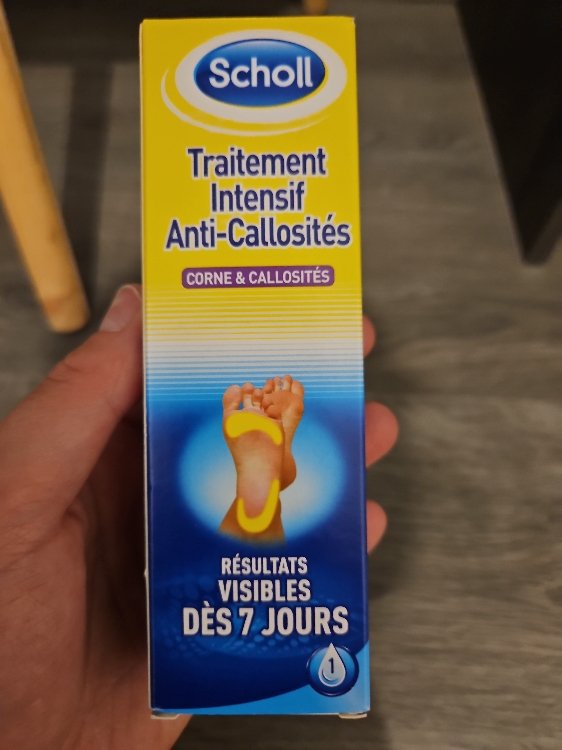 Scholl
Traitement
Intensif
Anti-Callosités
CORNE & CALLOSITÉS
RÉSULTATS
VISIBLES
DÈS 7 JOURS
1